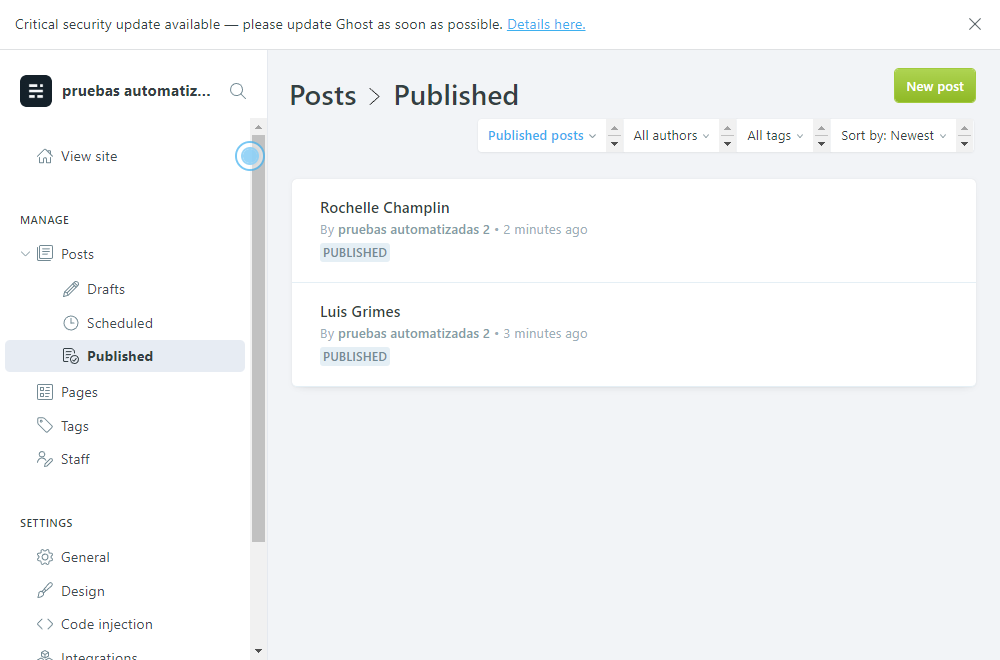 Critical security update available — please update Ghost as soon as possible. Details here.
pruebas automatiz...
View site
MANAGE
Posts
Drafts
Scheduled
Published
Pages
Tags
Staff
SETTINGS
General
Design
Code injection
Integrations
Posts > Published
New post
Published posts
All authors
All tags
Sort by: Newest
Rochelle Champlin
By pruebas automatizadas 2 • 2 minutes ago
PUBLISHED
Luis Grimes
By pruebas automatizadas 2 • 3 minutes ago
PUBLISHED